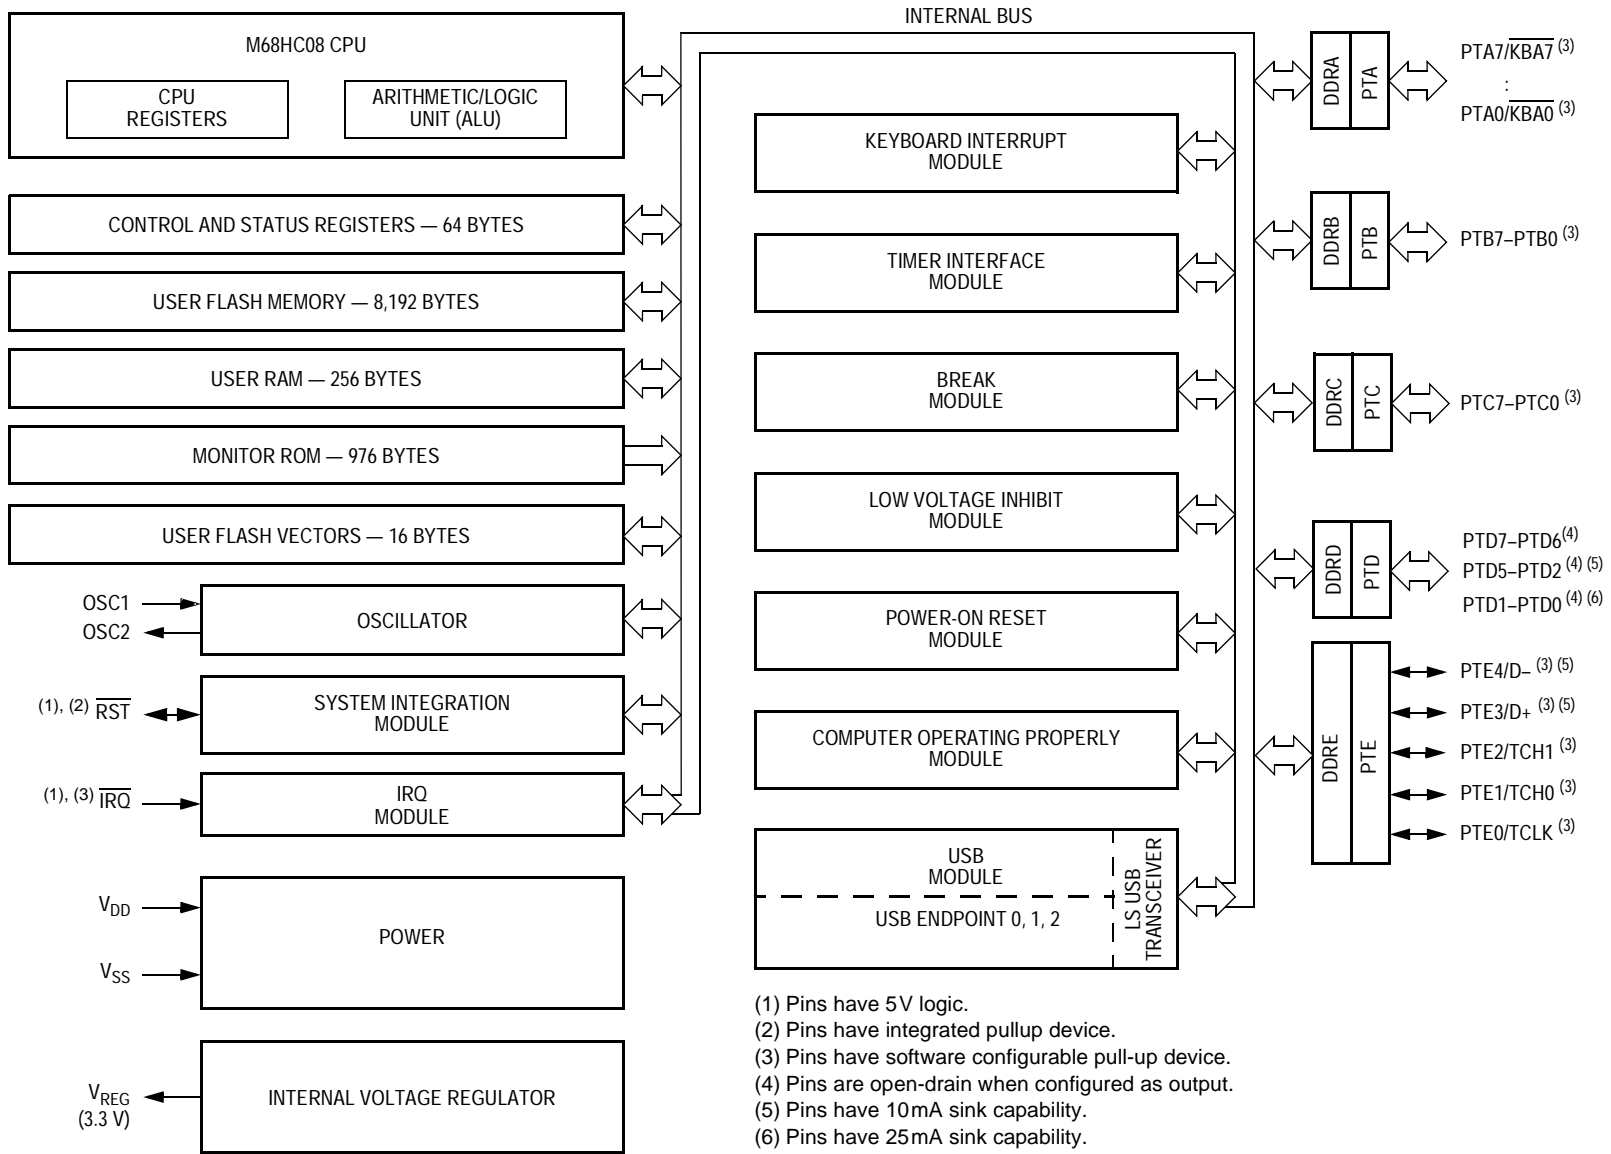 INTERNAL BUS
M68HC08 CPU
CPU
REGISTERS
ARITHMETIC/LOGIC
UNIT (ALU)
CONTROL AND STATUS REGISTERS — 64 BYTES
USER FLASH MEMORY — 8,192 BYTES
USER RAM — 256 BYTES
MONITOR ROM — 976 BYTES
USER FLASH VECTORS — 16 BYTES
OSC1
OSC2
OSCILLATOR
(1), (2) RST
SYSTEM INTEGRATION
MODULE
(1), (3) IRQ
IRQ
MODULE
VDD
VSS
POWER
VREG
(3.3 V)
INTERNAL VOLTAGE REGULATOR
KEYBOARD INTERRUPT
MODULE
TIMER INTERFACE
MODULE
BREAK
MODULE
LOW VOLTAGE INHIBIT
MODULE
POWER-ON RESET
MODULE
COMPUTER OPERATING PROPERLY
MODULE
USB
MODULE
USB ENDPOINT 0, 1, 2
LS USB
TRANSCEIVER
DDRA
PTA
PTA7/KBA7 (3)
:
PTA0/KBA0 (3)
DDRB
PTB
PTB7–PTB0 (3)
DDRC
PTC
PTC7–PTC0 (3)
DDRD
PTD
PTD7–PTD6 (4)
PTD5–PTD2 (4) (5)
PTD1–PTD0 (4) (6)
DDRE
PTE
PTE4/D– (3) (5)
PTE3/D+ (3) (5)
PTE2/TCH1 (3)
PTE1/TCH0 (3)
PTE0/TCLK (3)
(1) Pins have 5V logic.
(2) Pins have integrated pullup device.
(3) Pins have software configurable pull-up device.
(4) Pins are open-drain when configured as output.
(5) Pins have 10mA sink capability.
(6) Pins have 25mA sink capability.